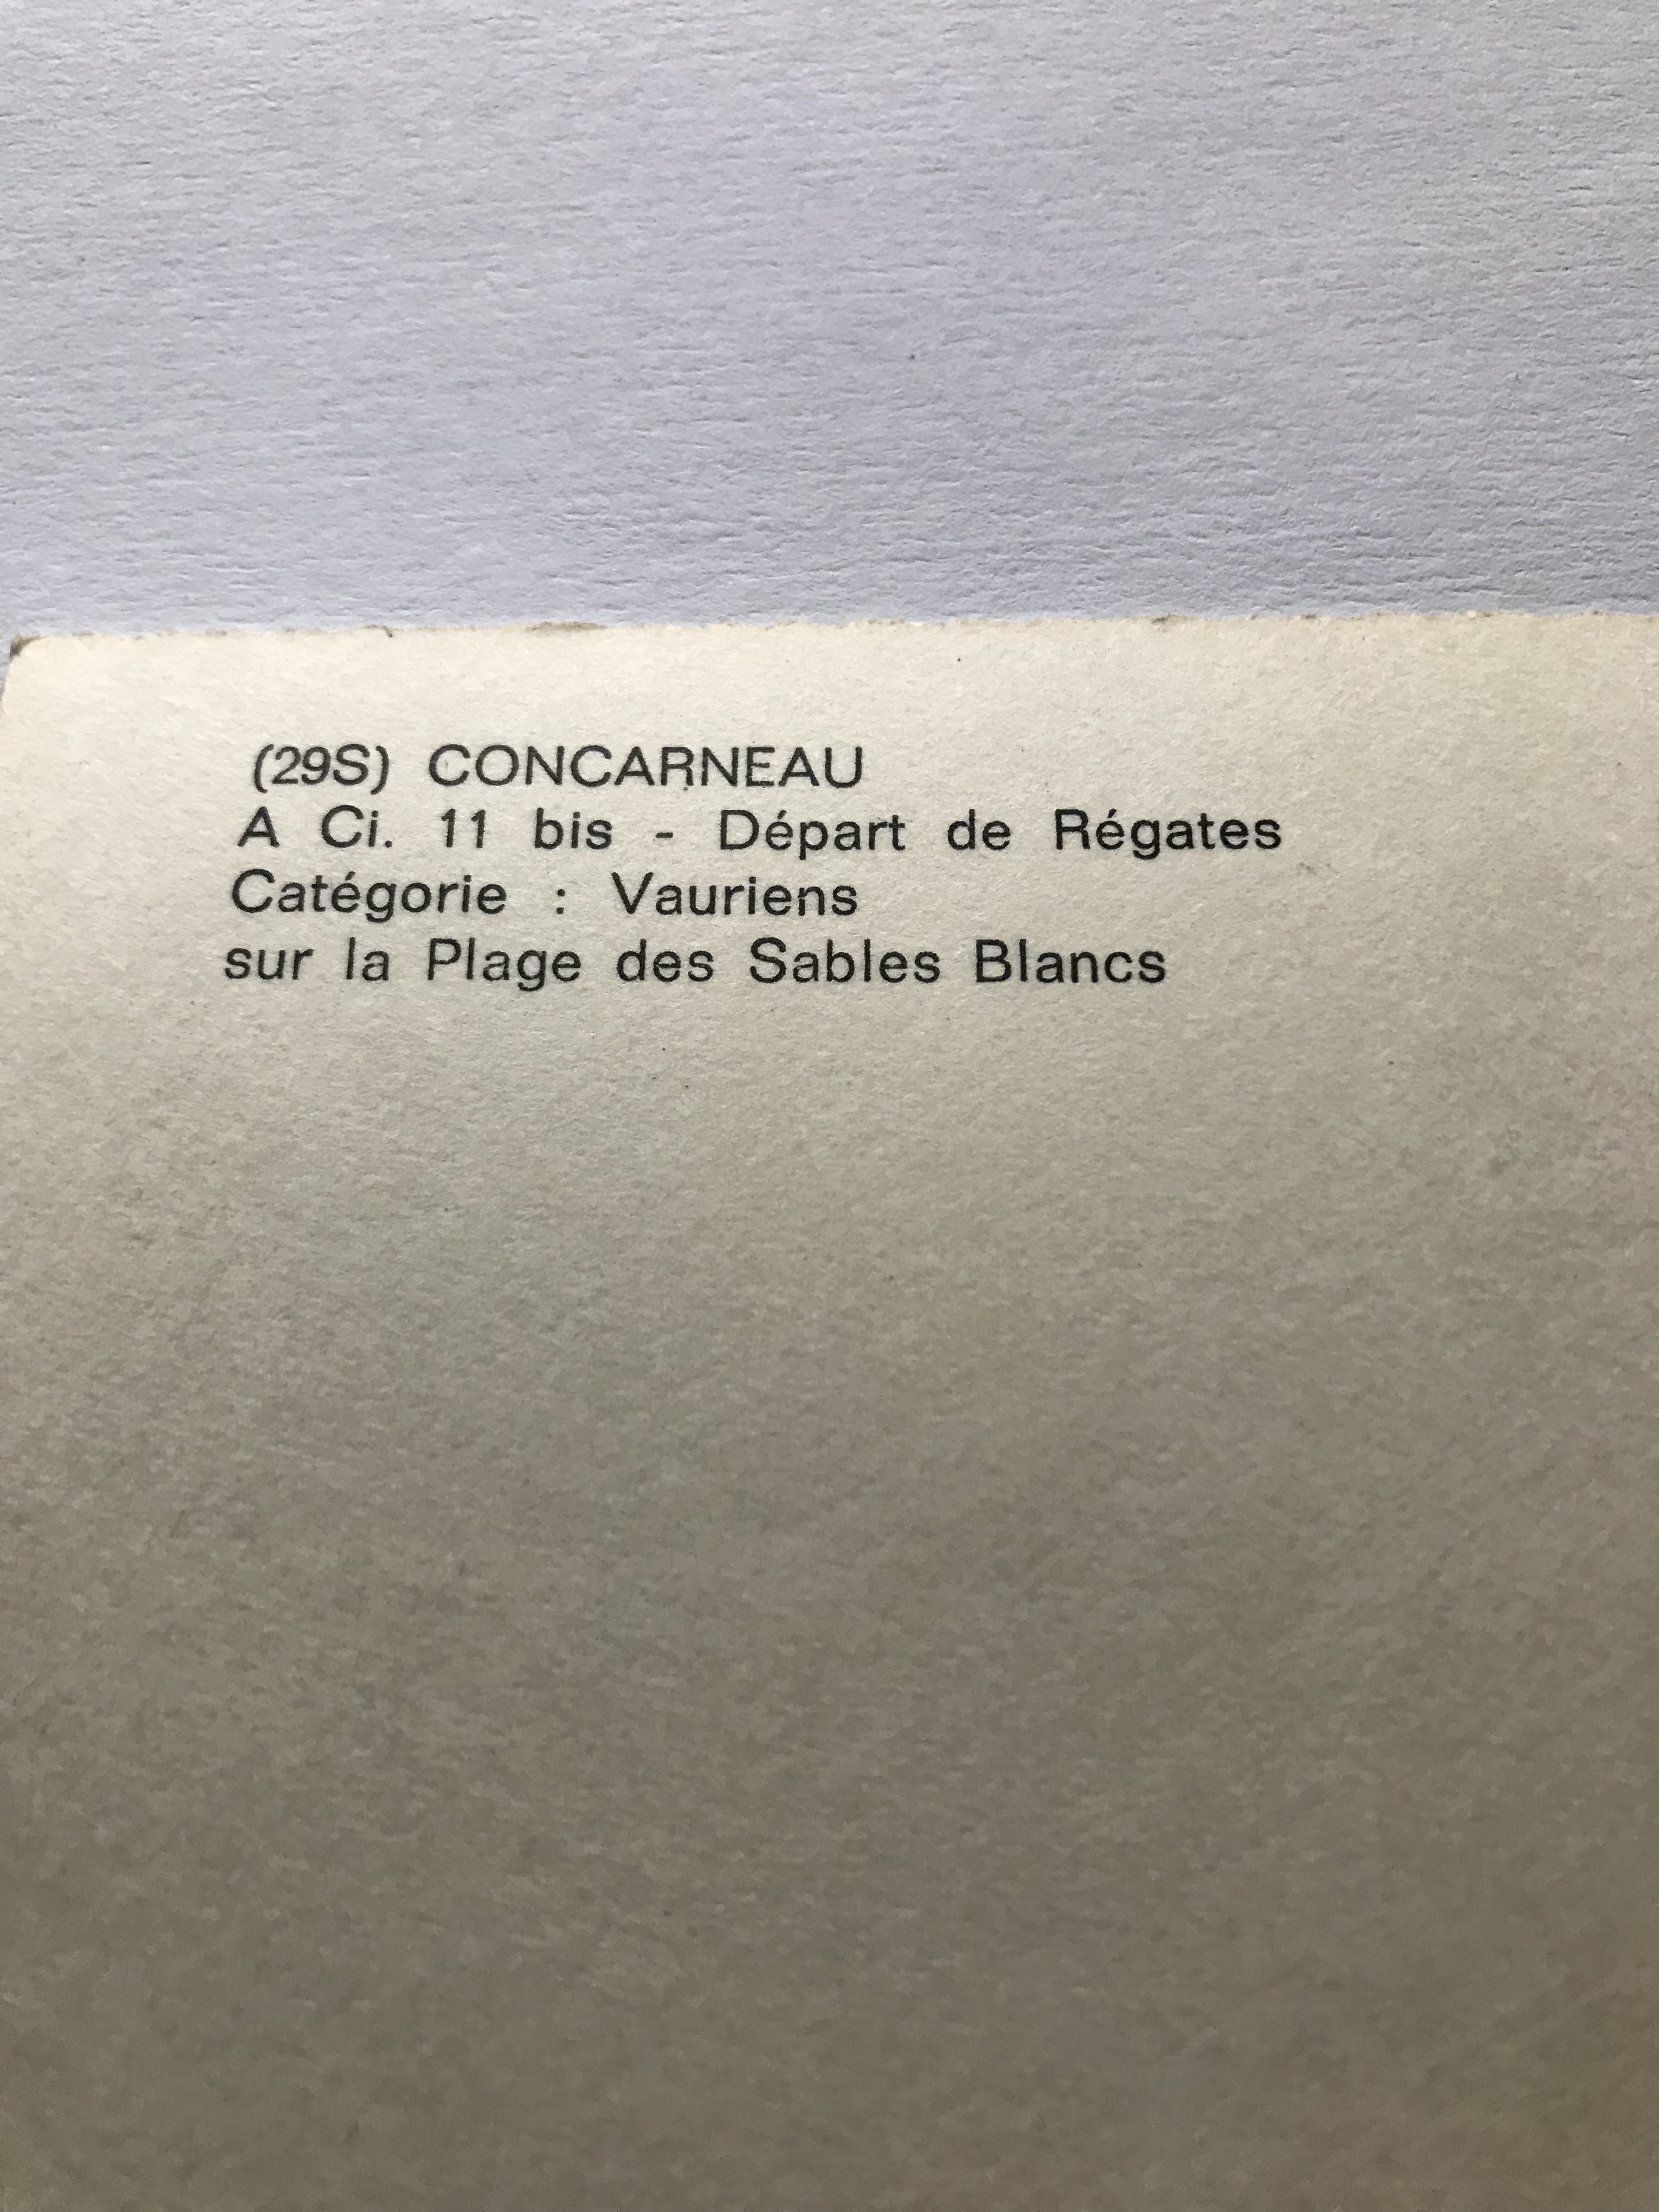 (29S) CONCARNEAU
A Ci. 11 bis - Départ de Régates
Catégorie : Vauriens
sur la Plage des Sables Blancs